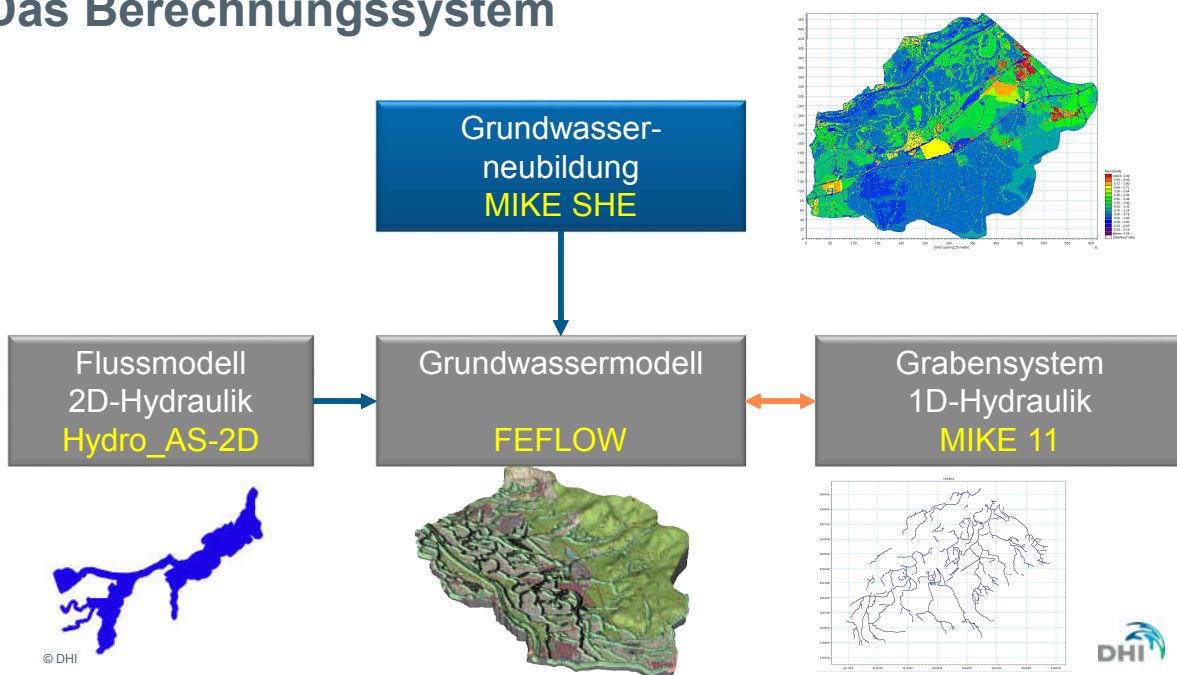 Das Berechnungssystem
Grundwasser-
neubildung
MIKE SHE
Flussmodell
2D-Hydraulik
Hydro_AS-2D
Grundwassermodell
FEFLOW
Grabensystem
1D-Hydraulik
MIKE 11
© DHI
DHI